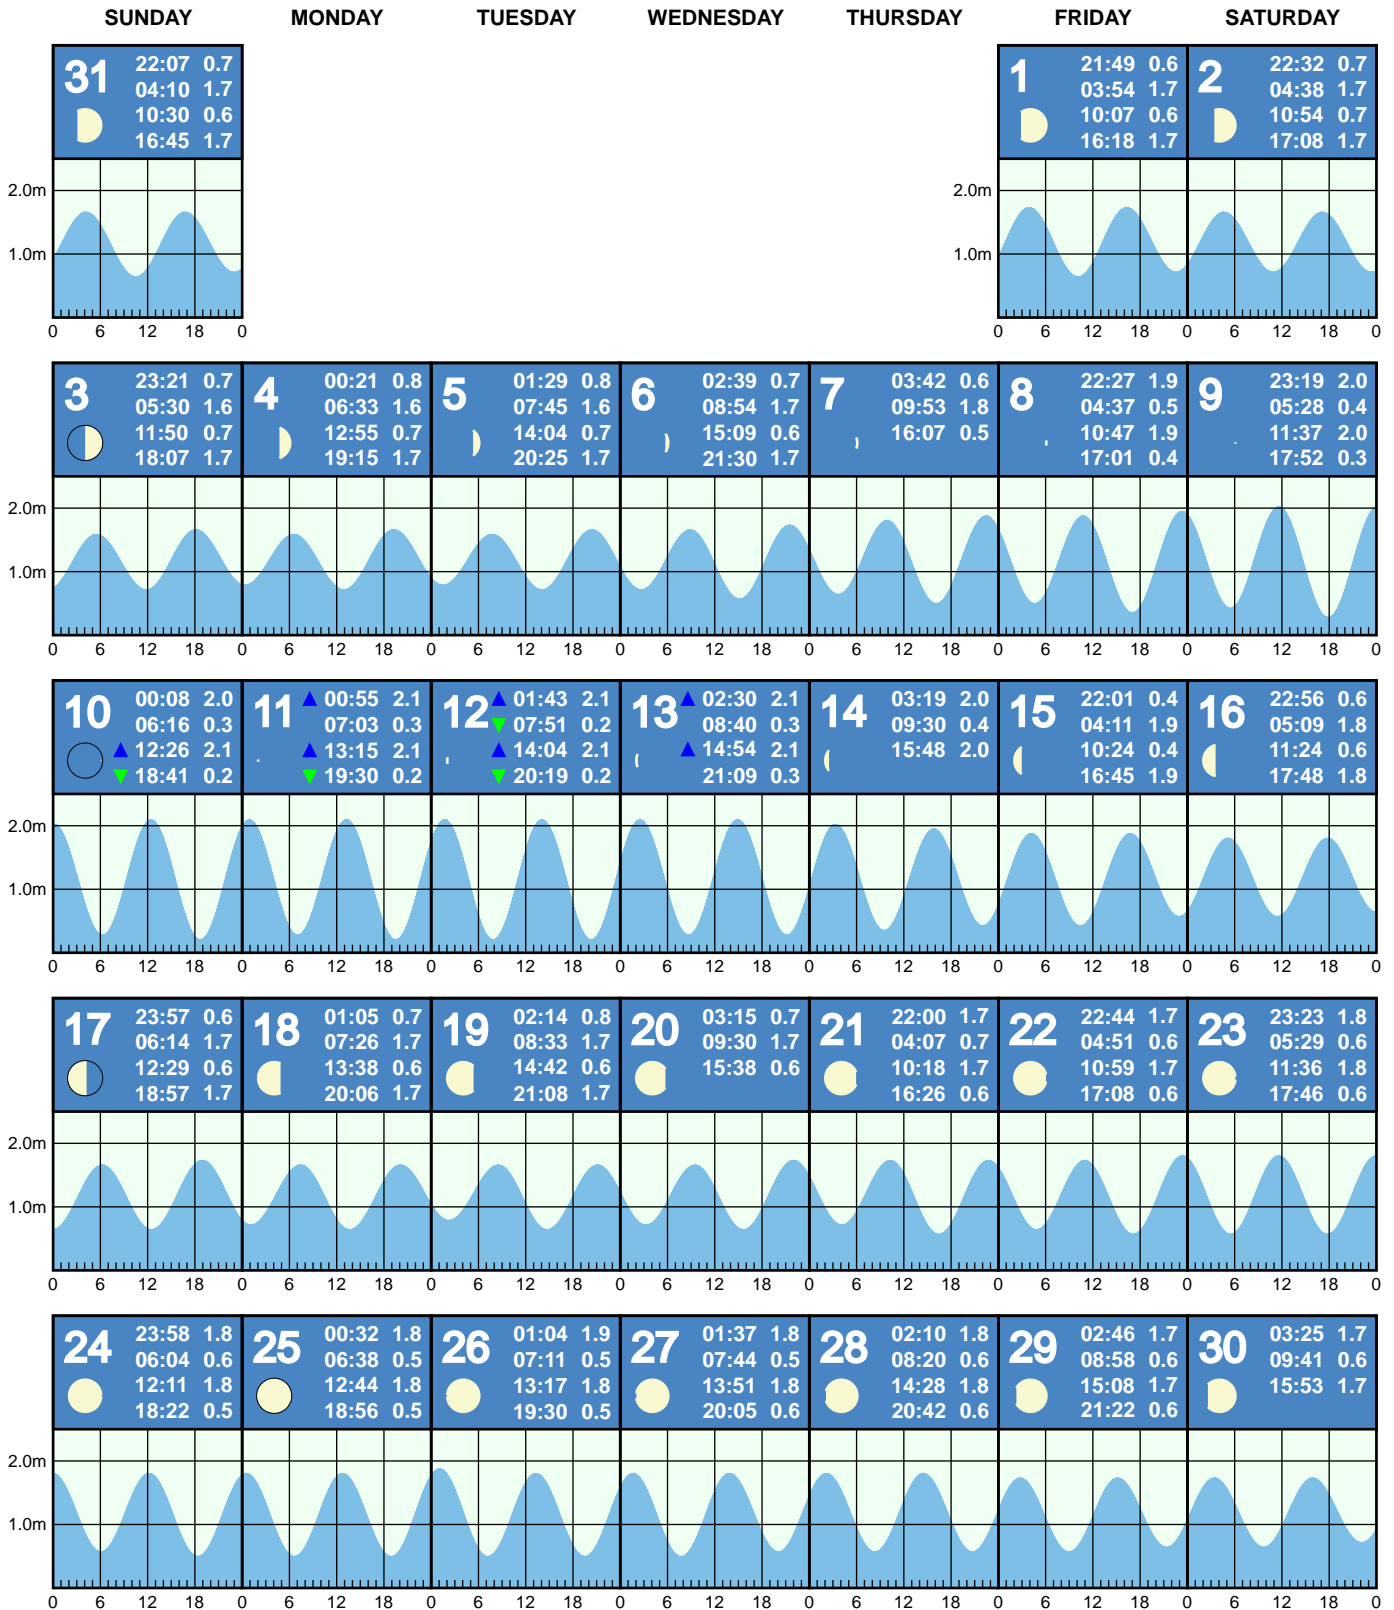 SUNDAY MONDAY TUESDAY WEDNESDAY THURSDAY FRIDAY SATURDAY
31 22:07 0.7
04:10 1.7
10:30 0.6
16:45 1.7
1 21:49 0.6
03:54 1.7
10:07 0.6
16:18 1.7
2 22:32 0.7
04:38 1.7
10:54 0.7
17:08 1.7
2.0m 2.0m
1.0m 1.0m
0 6 12 18 0 0 6 12 18 0 6 12 18 0
3 23:21 0.7
05:30 1.6
11:50 0.7
18:07 1.7
4 00:21 0.8
06:33 1.6
12:55 0.7
19:15 1.7
5 01:29 0.8
07:45 1.6
14:04 0.7
20:25 1.7
6 02:39 0.7
08:54 1.7
15:09 0.6
21:30 1.7
7 03:42 0.6
09:53 1.8
16:07 0.5
8 22:27 1.9
04:37 0.5
10:47 1.9
17:01 0.4
9 23:19 2.0
05:28 0.4
11:37 2.0
17:52 0.3
2.0m
1.0m
0 6 12 18 0 6 12 18 0 6 12 18 0 6 12 18 0 6 12 18 0 6 12 18 0 6 12 18 0
10 00:08 2.0
06:16 0.3
12:26 2.1
18:41 0.2
11 00:55 2.1
07:03 0.3
13:15 2.1
19:30 0.2
12 01:43 2.1
07:51 0.2
14:04 2.1
20:19 0.2
13 02:30 2.1
08:40 0.3
14:54 2.1
21:09 0.3
14 03:19 2.0
09:30 0.4
15:48 2.0
15 22:01 0.4
04:11 1.9
10:24 0.4
16:45 1.9
16 22:56 0.6
05:09 1.8
11:24 0.6
17:48 1.8
2.0m
1.0m
0 6 12 18 0 6 12 18 0 6 12 18 0 6 12 18 0 6 12 18 0 6 12 18 0 6 12 18 0
17 23:57 0.6
06:14 1.7
12:29 0.6
18:57 1.7
18 01:05 0.7
07:26 1.7
13:38 0.6
20:06 1.7
19 02:14 0.8
08:33 1.7
14:42 0.6
21:08 1.7
20 03:15 0.7
09:30 1.7
15:38 0.6
21 22:00 1.7
04:07 0.7
10:18 1.7
16:26 0.6
22 22:44 1.7
04:51 0.6
10:59 1.7
17:08 0.6
23 23:23 1.8
05:29 0.6
11:36 1.8
17:46 0.6
2.0m
1.0m
0 6 12 18 0 6 12 18 0 6 12 18 0 6 12 18 0 6 12 18 0 6 12 18 0 6 12 18 0
24 23:58 1.8
06:04 0.6
12:11 1.8
18:22 0.5
25 00:32 1.8
06:38 0.5
12:44 1.8
18:56 0.5
26 01:04 1.9
07:11 0.5
13:17 1.8
19:30 0.5
27 01:37 1.8
07:44 0.5
13:51 1.8
20:05 0.6
28 02:10 1.8
08:20 0.6
14:28 1.8
20:42 0.6
29 02:46 1.7
08:58 0.6
15:08 1.7
21:22 0.6
30 03:25 1.7
09:41 0.6
15:53 1.7
2.0m
1.0m
0 6 12 18 0 6 12 18 0 6 12 18 0 6 12 18 0 6 12 18 0 6 12 18 0 6 12 18 0